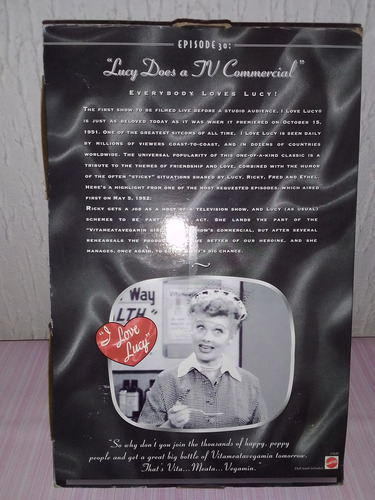 EPISODE 30:
"Lucy Does a TV Commercial"
EVERYBODY LOVES LUCY!
THE FIRST SHOW TO BE FILMED LIVE BEFORE A STUDIO AUDIENCE, I LOVE LUCY®
IS JUST AS BELOVED TODAY AS IT WAS WHEN IT PREMIERED ON OCTOBER 15,
1951. ONE OF THE GREATEST SITCOMS OF ALL TIME, I LOVE LUCY IS SEEN DAILY
BY MILLIONS OF VIEWERS COAST-TO-COAST, AND IN DOZENS OF COUNTRIES
WORLDWIDE. THE UNIVERSAL POPULARITY OF THIS ONE-OF-A-KIND CLASSIC IS A
TRIBUTE TO THE THEMES OF FRIENDSHIP AND LOVE, COMBINED WITH THE HUMOR
OF THE OFTEN "STICKY" SITUATIONS SHARED BY LUCY, RICKY, FRED AND ETHEL.
HERE'S A HIGHLIGHT FROM ONE OF THE MOST REQUESTED EPISODES, WHICH AIRED
FIRST ON MAY 5, 1952:
RICKY GETS A JOB AS A HOST OF A TELEVISION SHOW, AND LUCY (AS USUAL)
SCHEMES TO BE PART ACT. SHE LANDS THE PART OF THE
"VITAMEATAVEGAMIN SHOW'S COMMERCIAL, BUT AFTER SEVERAL
REHEARSALS THE BETTER OF OUR HEROINE, AND SHE
MANAGES, ONCE AGAIN, TO BIG CHANCE.
Way
LTH"
"I
Love
Lucy"
"So why don't you join the thousands of happy, peppy
people and get a great big bottle of Vitameatavegamin tomorrow.
That's Vita...Meata...Vegamin."